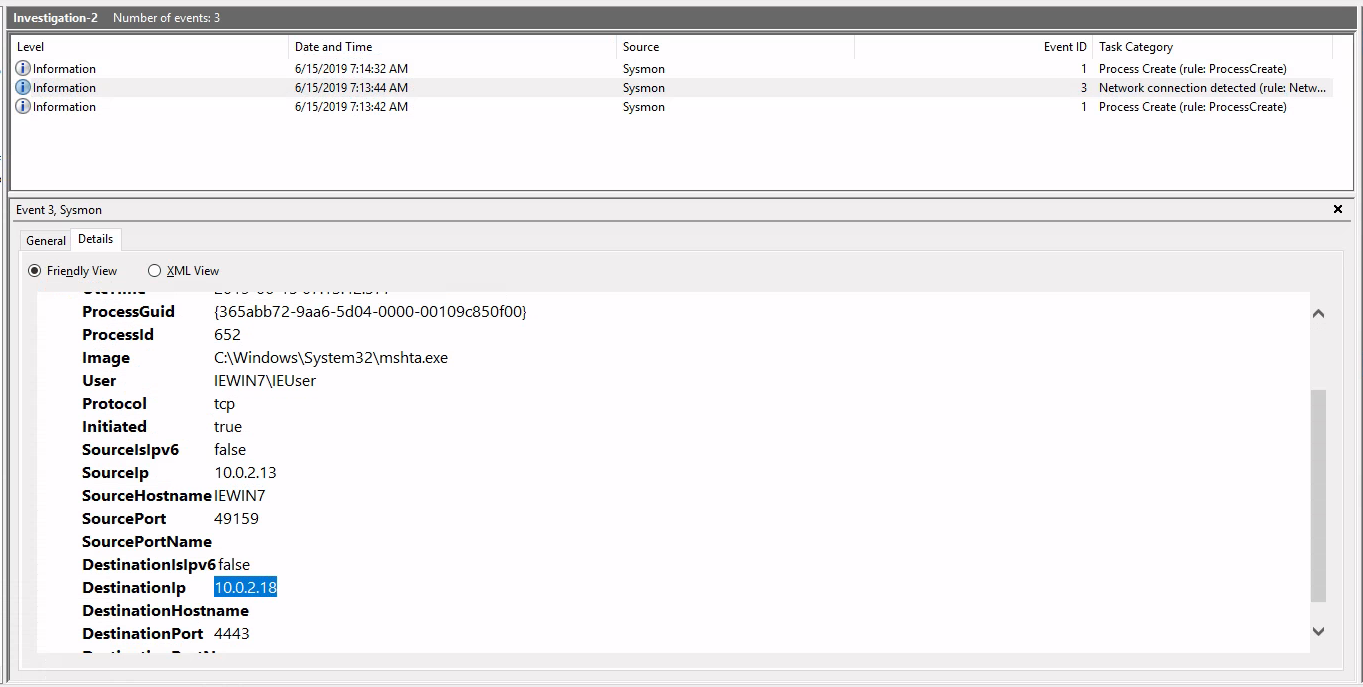 Investigation-2 Number of events: 3
Level Date and Time Source Event ID Task Category
Information 6/15/2019 7:14:32 AM Sysmon 1 Process Create (rule: ProcessCreate)
Information 6/15/2019 7:13:44 AM Sysmon 3 Network connection detected (rule: Netw...
Information 6/15/2019 7:13:42 AM Sysmon 1 Process Create (rule: ProcessCreate)
Event 3, Sysmon
General Details
Friendly View XML View
ProcessGuid {365abb72-9aa6-5d04-0000-00109c850f00}
ProcessId 652
Image C:\Windows\System32\mshta.exe
User IEWIN7\IEUser
Protocol tcp
Initiated true
SourceIsIpv6 false
SourceIp 10.0.2.13
SourceHostname IEWIN7
SourcePort 49159
SourcePortName
DestinationIsIpv6 false
DestinationIp 10.0.2.18
DestinationHostname
DestinationPort 4443